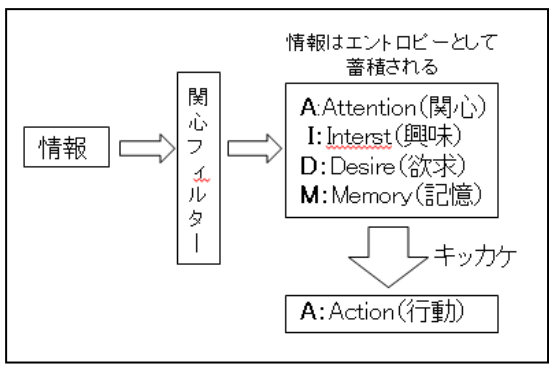 情報はエントロピーとして
蓄積される
情報
関心フィルター
A:Attention(関心)
I:Interst(興味)
D:Desire(欲求)
M:Memory(記憶)
キッカケ
A:Action(行動)